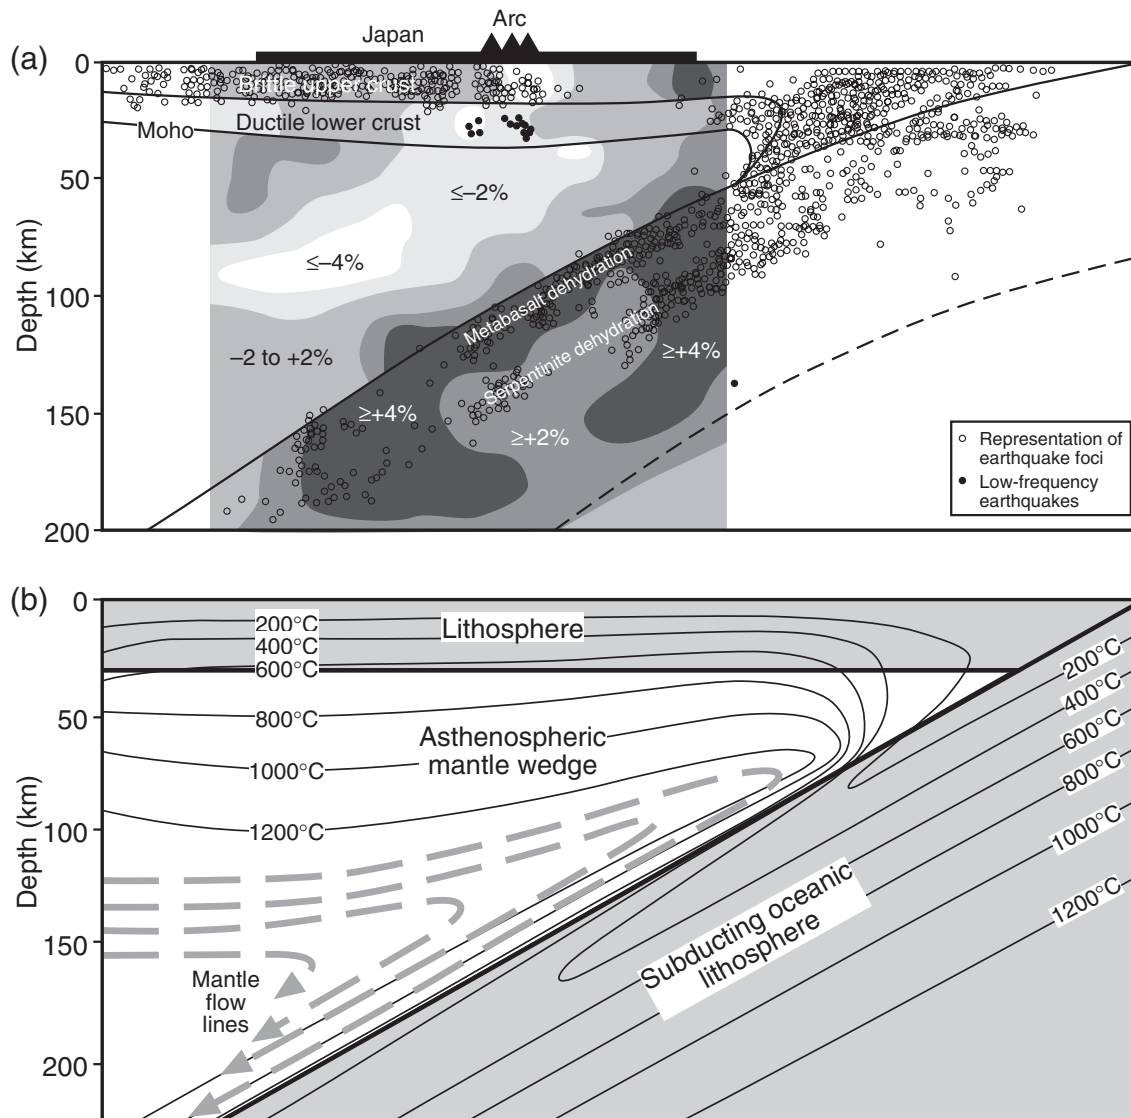 (a)
Japan
Arc
0
50
100
150
200
Depth (km)
Brittle upper crust
Ductile lower crust
Moho
≤–2%
≤–4%
–2 to +2%
Metabasalt dehydration
Serpentinite dehydration
≥+4%
≥+4%
≥+2%
Representation of
earthquake foci
Low-frequency
earthquakes
(b)
0
50
100
150
200
Depth (km)
200°C
400°C
600°C
800°C
1000°C
1200°C
Lithosphere
Asthenospheric
mantle wedge
Mantle
flow
lines
Subducting oceanic
lithosphere
200°C
400°C
600°C
800°C
1000°C
1200°C